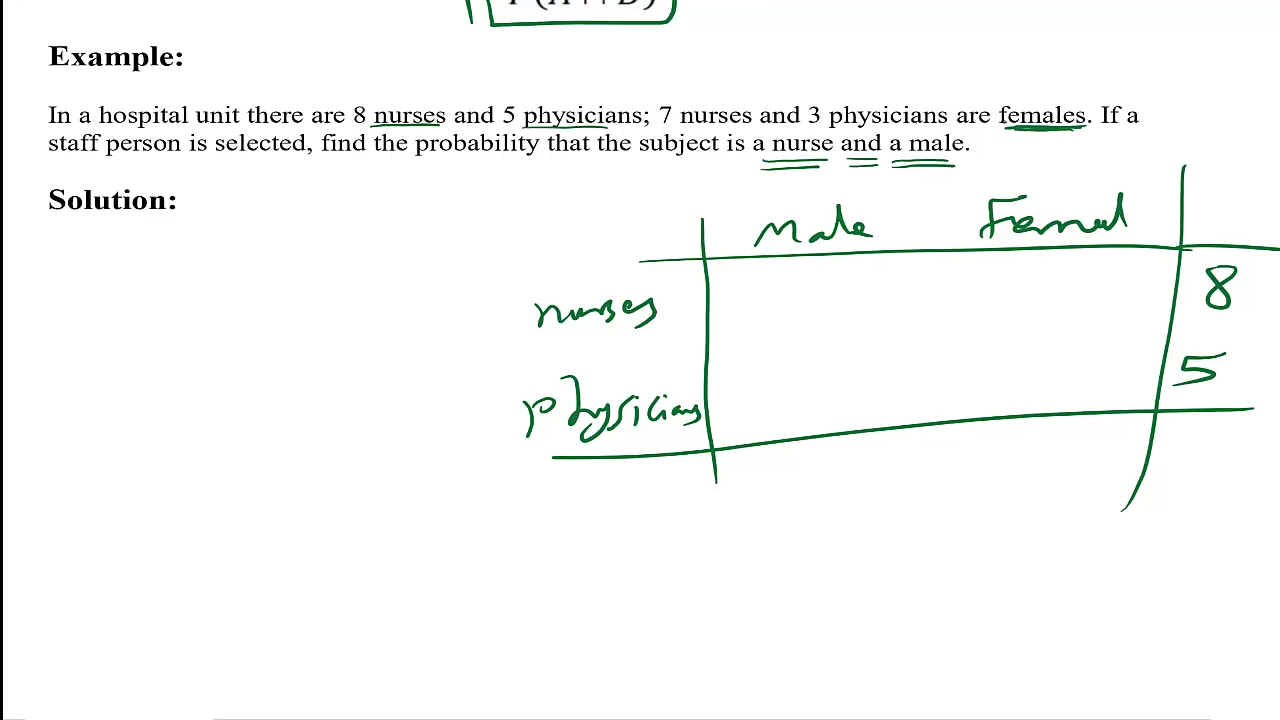 Example:
In a hospital unit there are 8 nurses and 5 physicians; 7 nurses and 3 physicians are females. If a
staff person is selected, find the probability that the subject is a nurse and a male.
Solution:
Male Femal
nurses 8
physicians 5